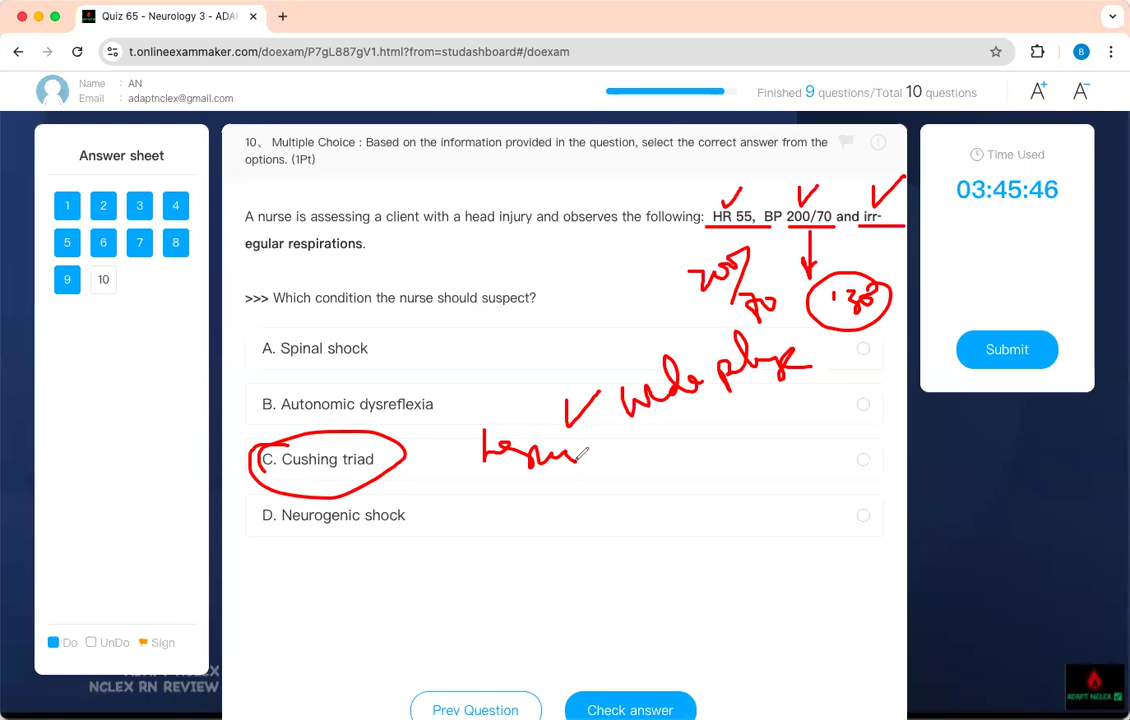 Quiz 65 - Neurology 3 - ADA
t.onlineexammaker.com/doexam/P7gL887gV1.html?from=studashboard#/doexam
B
Name : AN
Email : adaptnclex@gmail.com
Finished 9 questions/Total 10 questions
A+ A-
Answer sheet
1 2 3 4
5 6 7 8
9 10
Do UnDo Sign
NCLEX RN REVIEW
10、 Multiple Choice : Based on the information provided in the question, select the correct answer from the
options. (1Pt)
A nurse is assessing a client with a head injury and observes the following: HR 55, BP 200/70 and irr-
egular respirations.
200/70
130
>>> Which condition the nurse should suspect?
A. Spinal shock
wide
B. Autonomic dysreflexia
C. Cushing triad
D. Neurogenic shock
Prev Question
Check answer
Time Used
03:45:46
Submit
ADAPT NCLEX